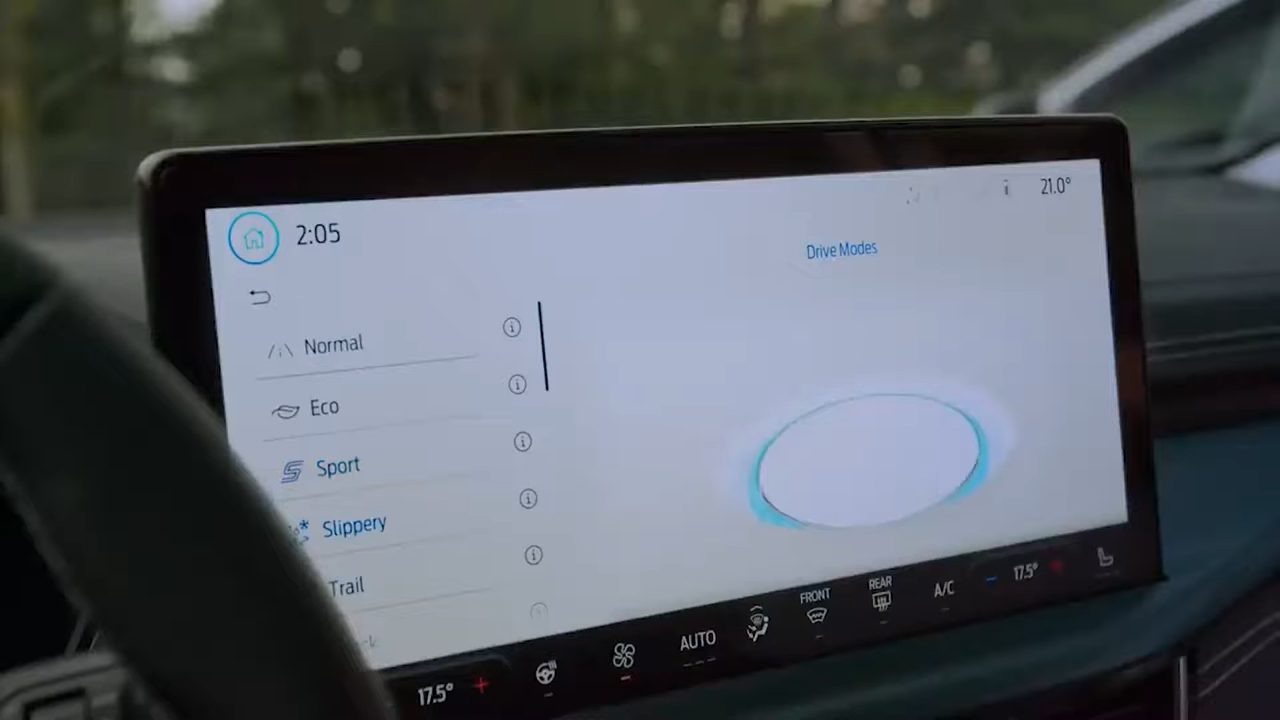 2:05
21.0°
Drive Modes
Normal
Eco
Sport
Slippery
Trail
17.5° +
AUTO
FRONT
REAR
A/C
− 17.5° +